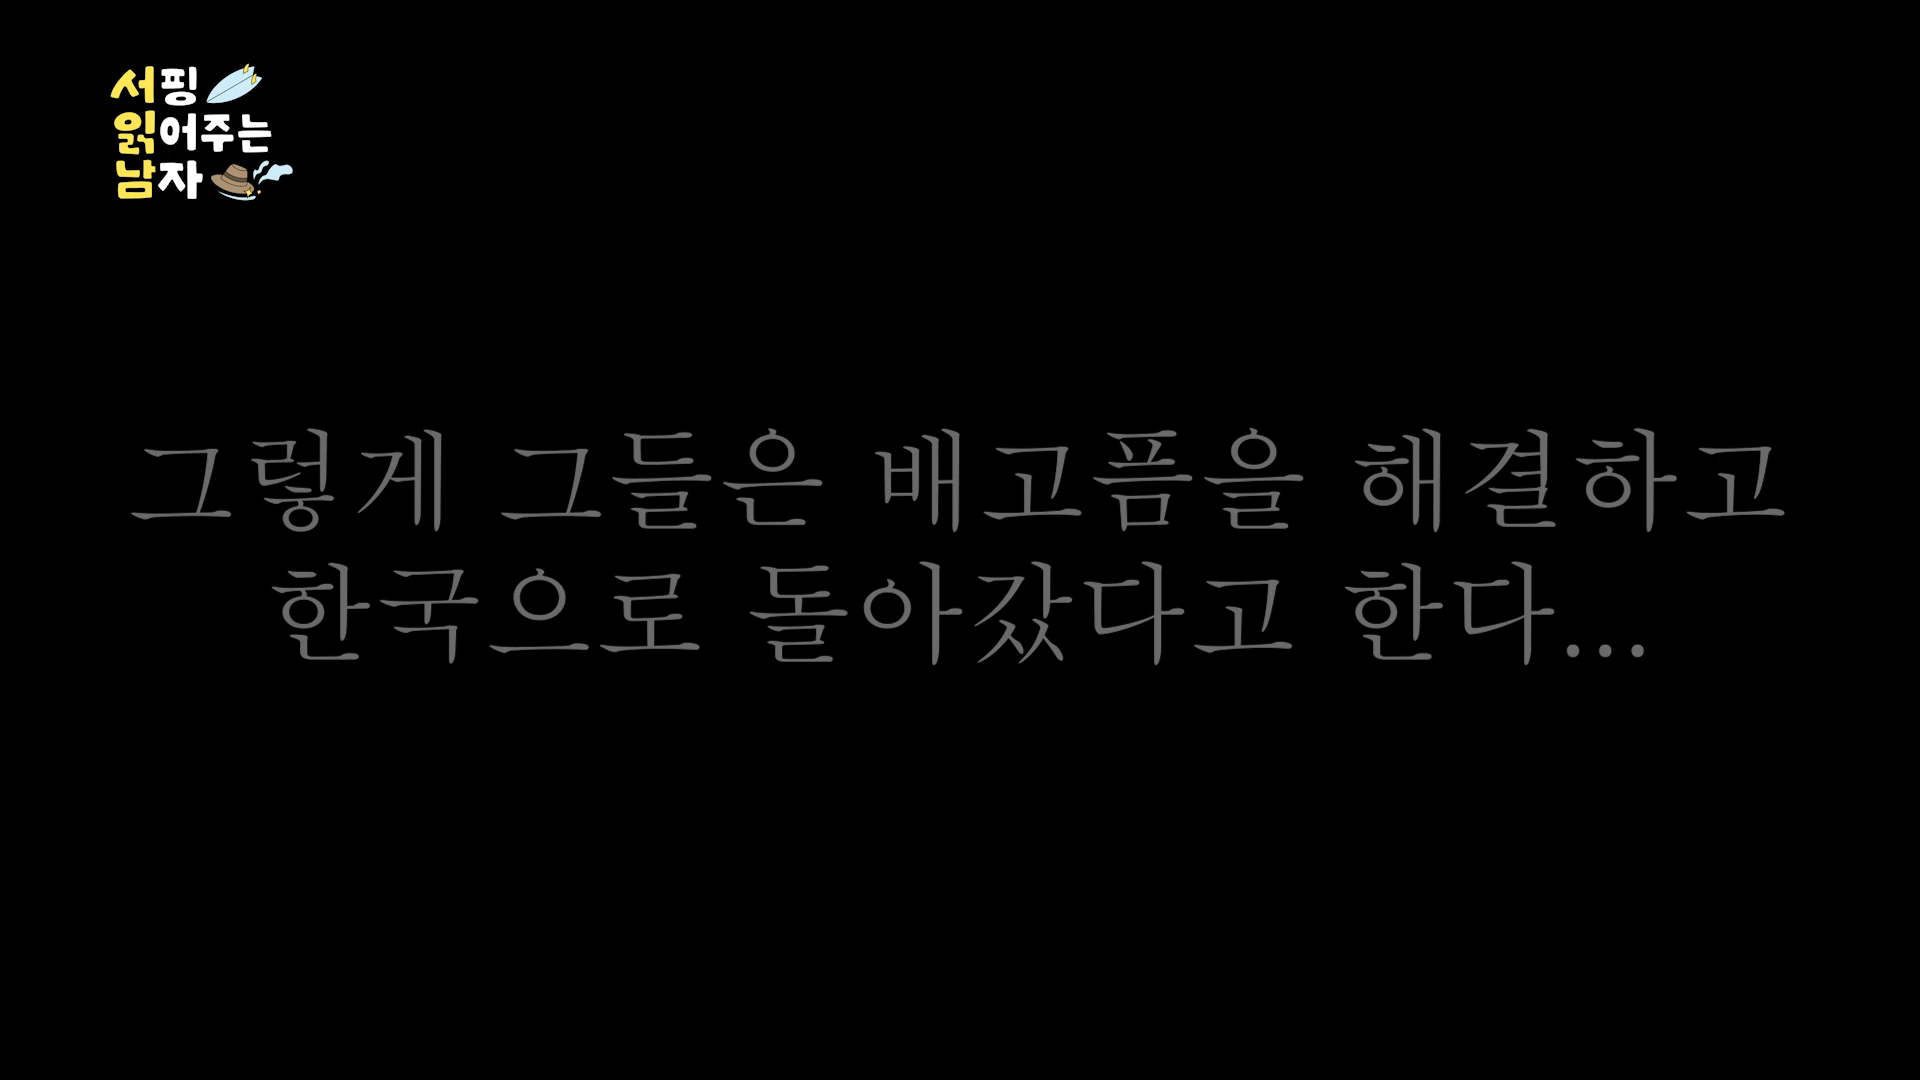 서핑
읽어주는
남자
그렇게 그들은 배고픔을 해결하고
한국으로 돌아갔다고 한다...